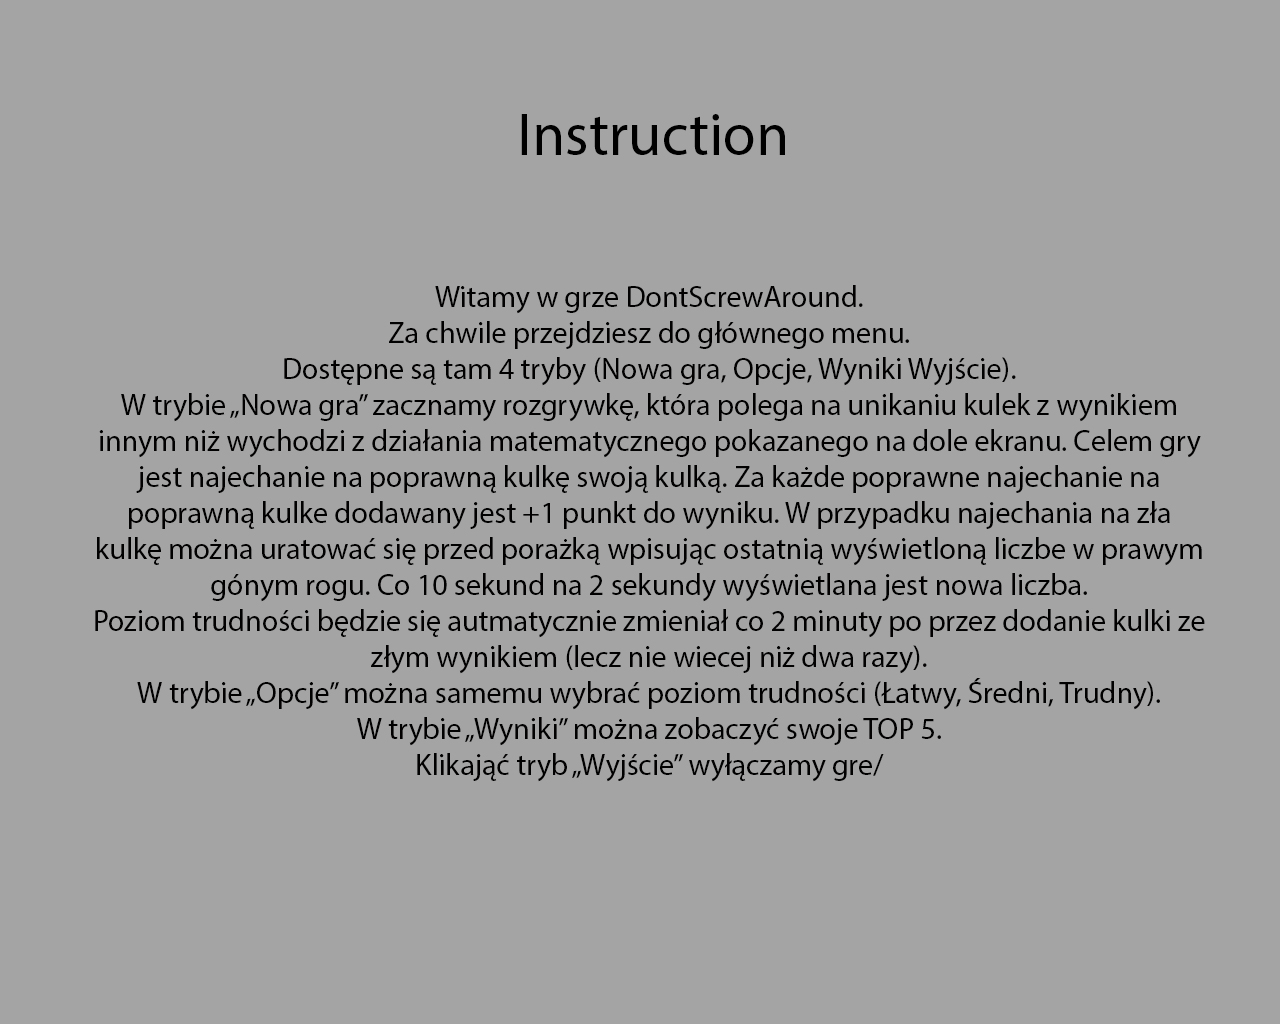 Instruction
Witamy w grze DontScrewAround.
Za chwile przejdziesz do głównego menu.
Dostępne są tam 4 tryby (Nowa gra, Opcje, Wyniki Wyjście).
W trybie „Nowa gra” zacznamy rozgrywkę, która polega na unikaniu kulek z wynikiem
innym niż wychodzi z działania matematycznego pokazanego na dole ekranu. Celem gry
jest najechanie na poprawną kulkę swoją kulką. Za każde poprawne najechanie na
poprawną kulke dodawany jest +1 punkt do wyniku. W przypadku najechania na zła
kulkę można uratować się przed porażką wpisując ostatnią wyświetloną liczbe w prawym
gónym rogu. Co 10 sekund na 2 sekundy wyświetlana jest nowa liczba.
Poziom trudności będzie się autmatycznie zmieniał co 2 minuty po przez dodanie kulki ze
złym wynikiem (lecz nie wiecej niż dwa razy).
W trybie „Opcje” można samemu wybrać poziom trudności (Łatwy, Średni, Trudny).
W trybie „Wyniki” można zobaczyć swoje TOP 5.
Klikająć tryb „Wyjście” wyłączamy gre/